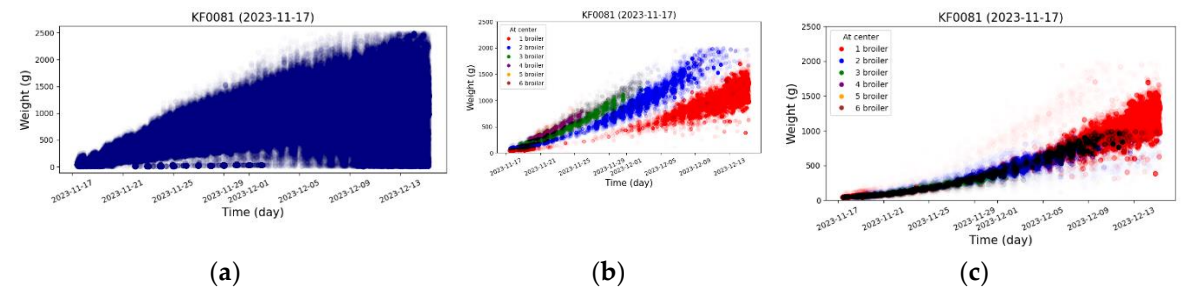 KF0081 (2023-11-17)
Weight (g)
2500
2000
1500
1000
500
0
2023-11-17
2023-11-21
2023-11-25
2023-11-29
2023-12-01
2023-12-05
2023-12-09
2023-12-13
Time (day)
(a)
KF0081 (2023-11-17)
Weight (g)
2500
2000
1500
1000
500
0
At center
1 broiler
2 broiler
3 broiler
4 broiler
5 broiler
6 broiler
2023-11-17
2023-11-21
2023-11-25
2023-11-29
2023-12-01
2023-12-05
2023-12-09
2023-12-13
Time (day)
(b)
KF0081 (2023-11-17)
Weight (g)
2500
2000
1500
1000
500
0
At center
1 broiler
2 broiler
3 broiler
4 broiler
5 broiler
6 broiler
2023-11-17
2023-11-21
2023-11-25
2023-11-29
2023-12-01
2023-12-05
2023-12-09
2023-12-13
Time (day)
(c)